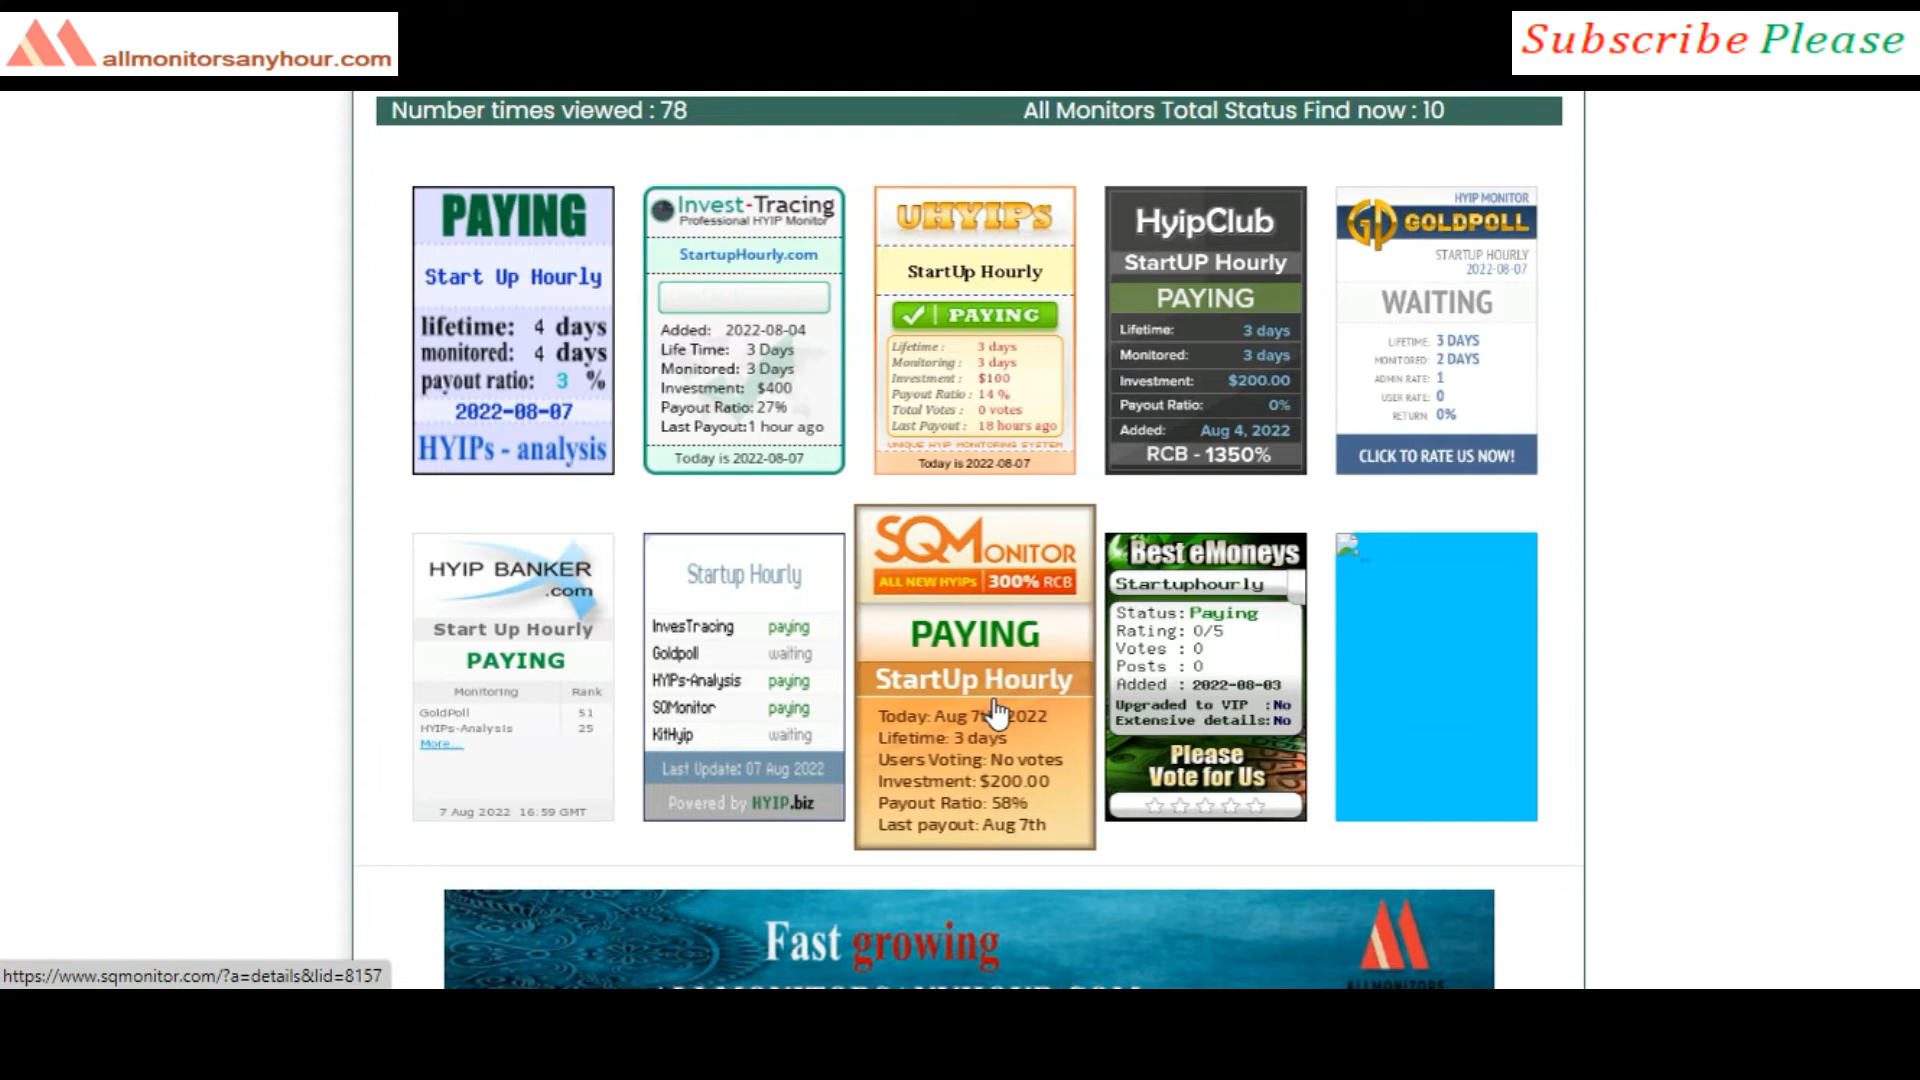 allmonitorsanyhour.com
Subscribe Please
Number times viewed : 78
All Monitors Total Status Find now : 10
PAYING
Start Up Hourly
lifetime: 4 days
monitored: 4 days
payout ratio: 3 %
2022-08-07
HYIPs - analysis
Invest-Tracing
Professional HYIP Monitor
StartupHourly.com
Added: 2022-08-04
Life Time: 3 Days
Monitored: 3 Days
Investment: $400
Payout Ratio: 27%
Last Payout: 1 hour ago
Today is 2022-08-07
UHYIPS
StartUp Hourly
PAYING
Lifetime : 3 days
Monitoring : 3 days
Investment : $100
Payout Ratio : 14 %
Total Votes : 0 votes
Last Payout : 18 hours ago
UNIQUE HYIP MONITORING SYSTEM
Today is 2022-08-07
HyipClub
StartUP Hourly
PAYING
Lifetime: 3 days
Monitored: 3 days
Investment: $200.00
Payout Ratio: 0%
Added: Aug 4, 2022
RCB - 1350%
HYIP MONITOR
GOLDPOLL
STARTUP HOURLY
2022-08-07
WAITING
LIFETIME: 3 DAYS
MONITORED: 2 DAYS
ADMIN RATE: 1
USER RATE: 0
RETURN: 0%
CLICK TO RATE US NOW!
HYIP BANKER
.com
Start Up Hourly
PAYING
Monitoring Rank
GoldPoll 51
HYIPs-Analysis 25
More...
7 Aug 2022 16:59 GMT
Startup Hourly
InvesTracing paying
Goldpoll waiting
HYIPs-Analysis paying
SQMonitor paying
KitHyip waiting
Last Update: 07 Aug 2022
Powered by HYIP.biz
SQMONITOR
ALL NEW HYIPS 300% RCB
PAYING
StartUp Hourly
Today: Aug 7th 2022
Lifetime: 3 days
Users Voting: No votes
Investment: $200.00
Payout Ratio: 58%
Last payout: Aug 7th
Best eMoneys
Startuphourly
Status: Paying
Rating: 0/5
Votes : 0
Posts : 0
Added : 2022-08-03
Upgraded to VIP :No
Extensive details:No
Please
Vote for Us
Fast growing
ALLMONITORSANYHOUR.COM
ALLMONITORS
https://www.sqmonitor.com/?a=details&lid=8157